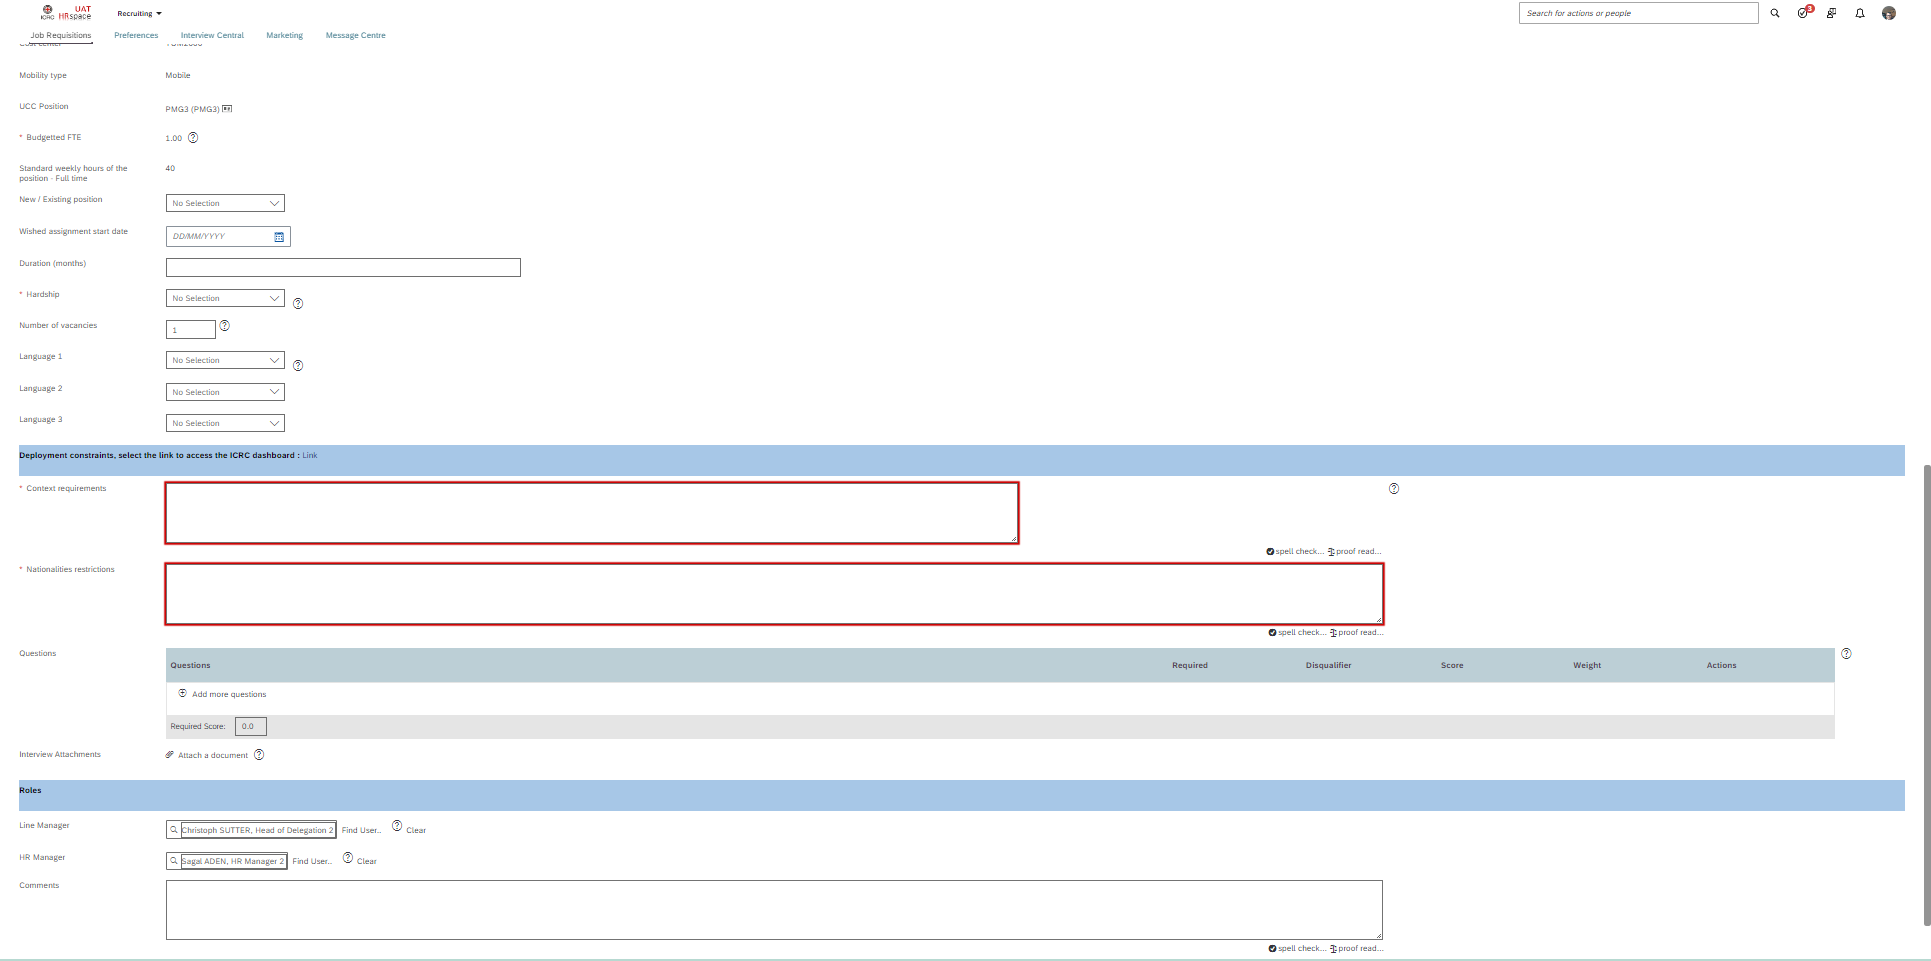 UAT
ICRC HRspace
Recruiting
Search for actions or people
3
Job Requisitions
Preferences
Interview Central
Marketing
Message Centre
Mobility type
Mobile
UCC Position
PMG3 (PMG3)
* Budgetted FTE
1.00
Standard weekly hours of the
position - Full time
40
New / Existing position
No Selection
Wished assignment start date
DD/MM/YYYY
Duration (months)
* Hardship
No Selection
Number of vacancies
1
Language 1
No Selection
Language 2
No Selection
Language 3
No Selection
Deployment constraints, select the link to access the ICRC dashboard : Link
* Context requirements
spell check... proof read...
* Nationalities restrictions
spell check... proof read...
Questions
Questions Required Disqualifier Score Weight Actions
Add more questions
Required Score: 0.0
Interview Attachments
Attach a document
Roles
Line Manager
Christoph SUTTER, Head of Delegation 2 Find User.. Clear
HR Manager
Sagal ADEN, HR Manager 2 Find User.. Clear
Comments
spell check... proof read...